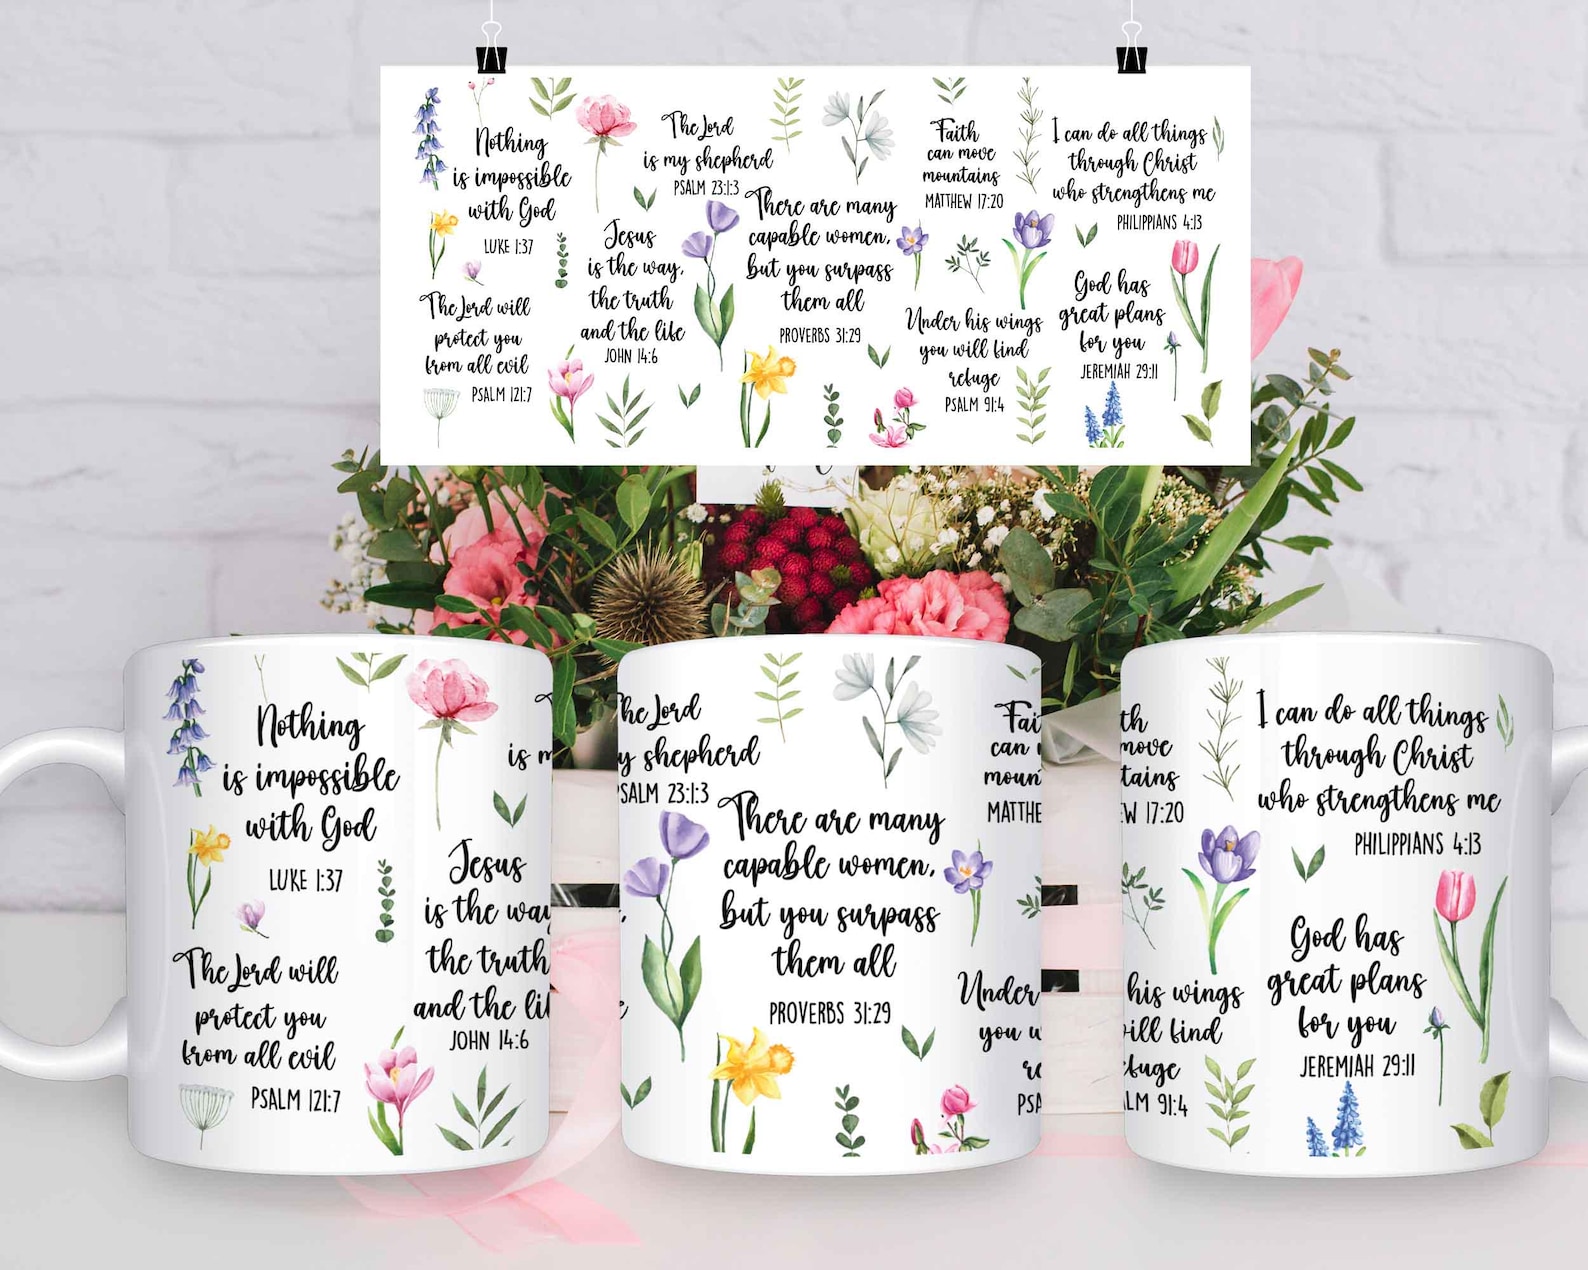 Nothing
is impossible
with God
LUKE 1:37
The Lord will
protect you
from all evil
PSALM 121:7
Jesus
is the way,
the truth
and the life
JOHN 14:6
The Lord
is my shepherd
PSALM 23:1:3
There are many
capable women,
but you surpass
them all
PROVERBS 31:29
Faith
can move
mountains
MATTHEW 17:20
Under his wings
you will find
refuge
PSALM 91:4
I can do all things
through Christ
who strengthens me
PHILIPPIANS 4:13
God has
great plans
for you
JEREMIAH 29:11
Nothing
is impossible
with God
LUKE 1:37
The Lord will
protect you
from all evil
PSALM 121:7
is m
Jesus
is the way
the truth
and the li
JOHN 14:6
he Lord
y shepherd
PSALM 23:1:3
There are many
capable women,
but you surpass
them all
PROVERBS 31:29
Fai
can
moun
MATTHE
Under
you w
re
PSA
th
move
tains
EW 17:20
his wings
will find
efuge
LM 91:4
I can do all things
through Christ
who strengthens me
PHILIPPIANS 4:13
God has
great plans
for you
JEREMIAH 29:11